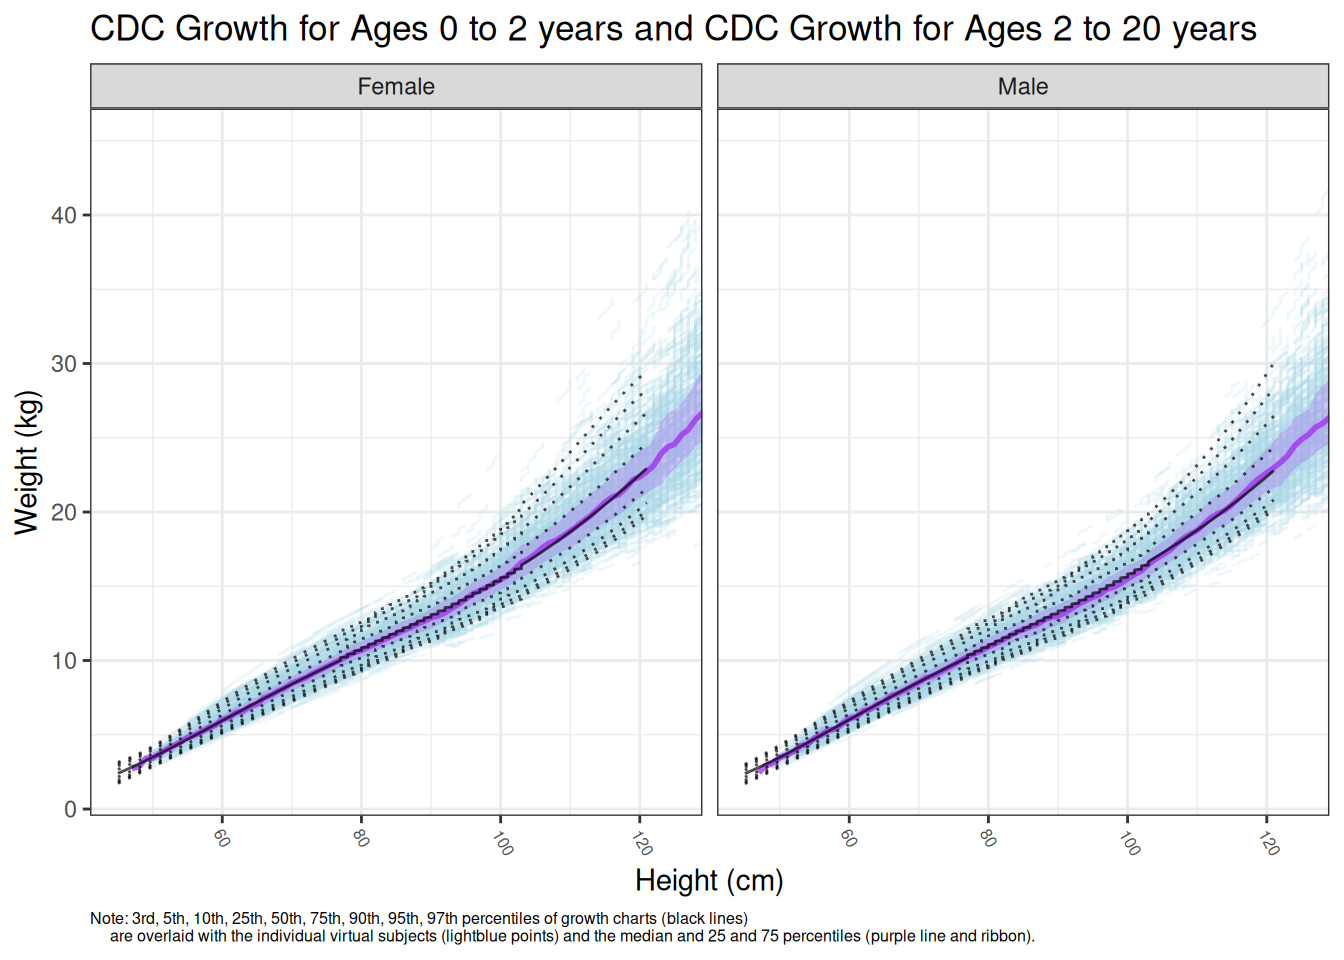 CDC Growth for Ages 0 to 2 years and CDC Growth for Ages 2 to 20 years
Female
Male
40
30
20
10
0
Weight (kg)
60
80
100
120
60
80
100
120
Height (cm)
Note: 3rd, 5th, 10th, 25th, 50th, 75th, 90th, 95th, 97th percentiles of growth charts (black lines)
are overlaid with the individual virtual subjects (lightblue points) and the median and 25 and 75 percentiles (purple line and ribbon).